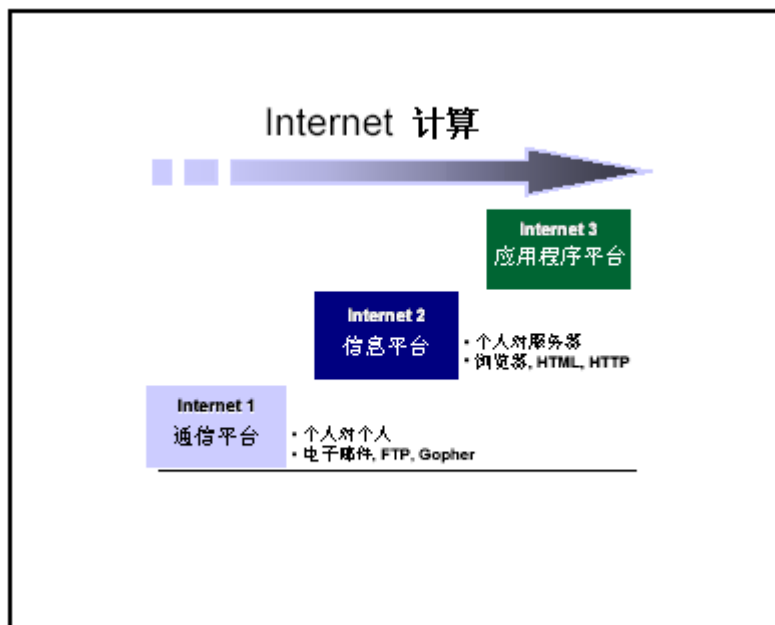 Internet 计算
Internet 3
应用程序平台
Internet 2
信息平台
• 个人对服务器
• 浏览器, HTML, HTTP
Internet 1
通信平台
• 个人对个人
• 电子邮件, FTP, Gopher